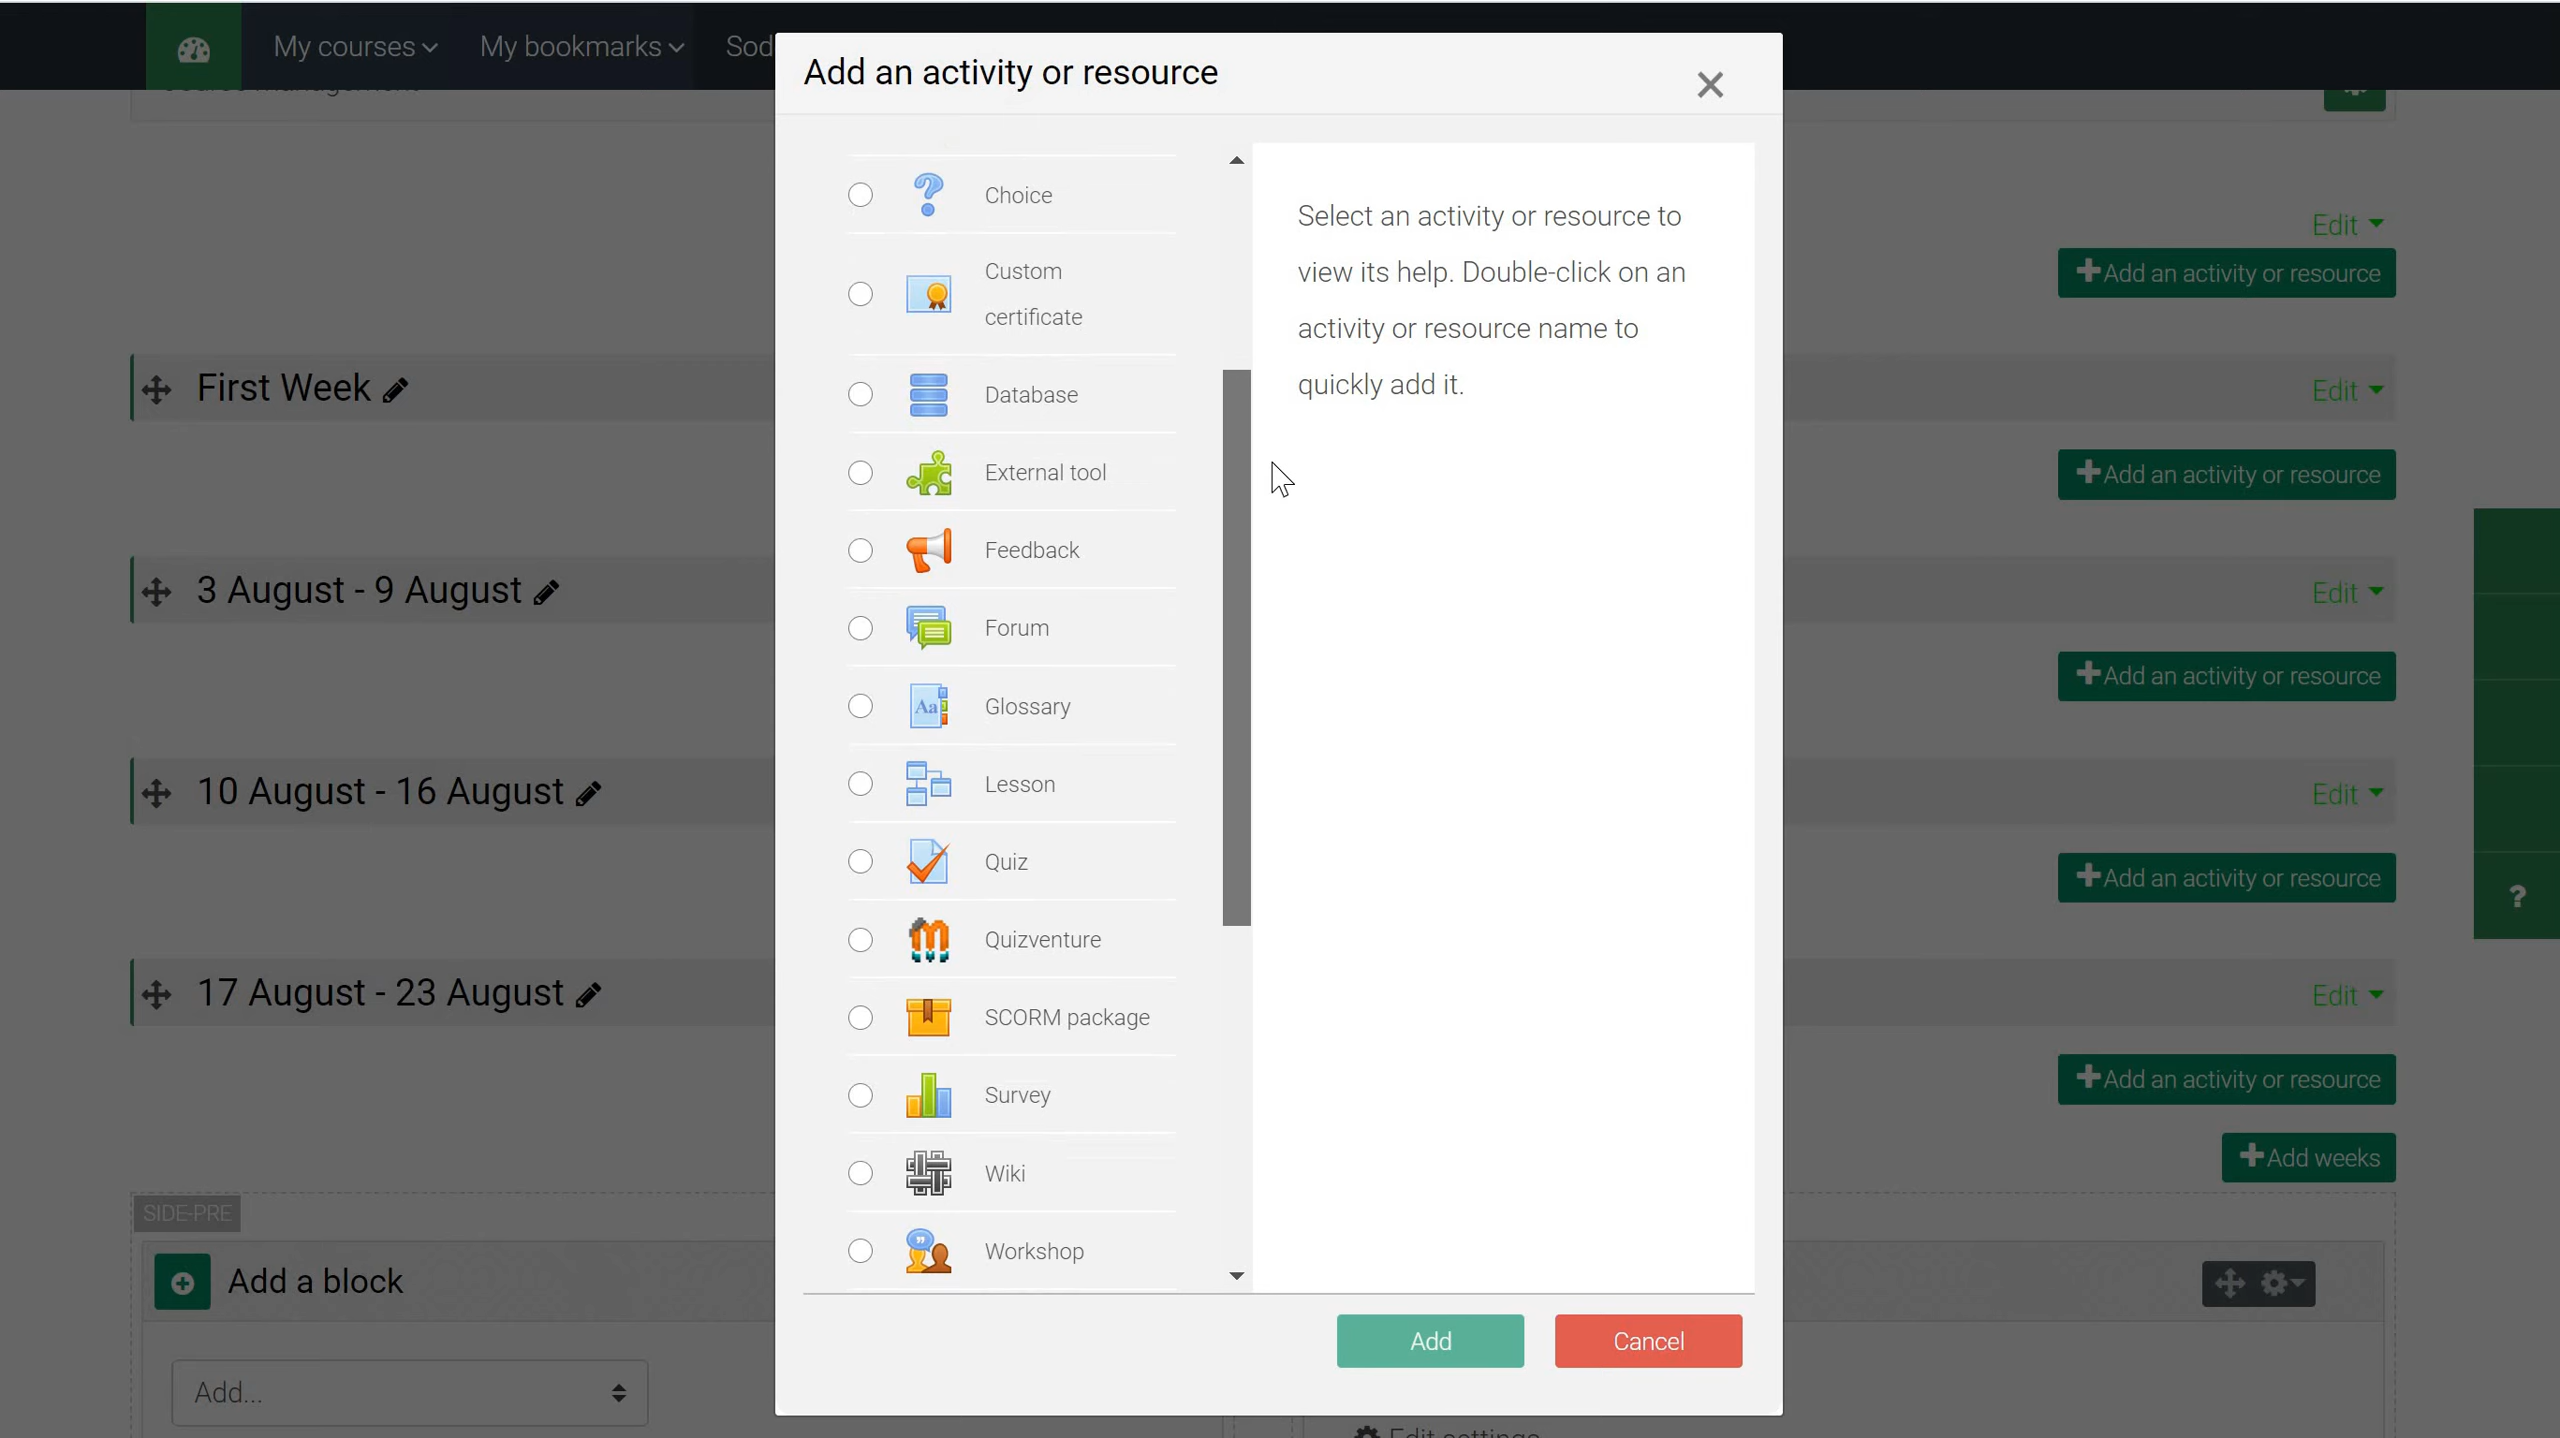 My courses
My bookmarks
Sod
Add an activity or resource
Choice
Custom
certificate
Database
External tool
Feedback
Forum
Glossary
Aa
Lesson
Quiz
Quizventure
SCORM package
Survey
Wiki
Workshop
Select an activity or resource to
view its help. Double-click on an
activity or resource name to
quickly add it.
Add
Cancel
Edit
Add an activity or resource
First Week
Edit
Add an activity or resource
3 August - 9 August
Edit
Add an activity or resource
10 August - 16 August
Edit
Add an activity or resource
17 August - 23 August
Edit
Add an activity or resource
Add weeks
?
SIDE-PRE
Add a block
Add...
Edit settings